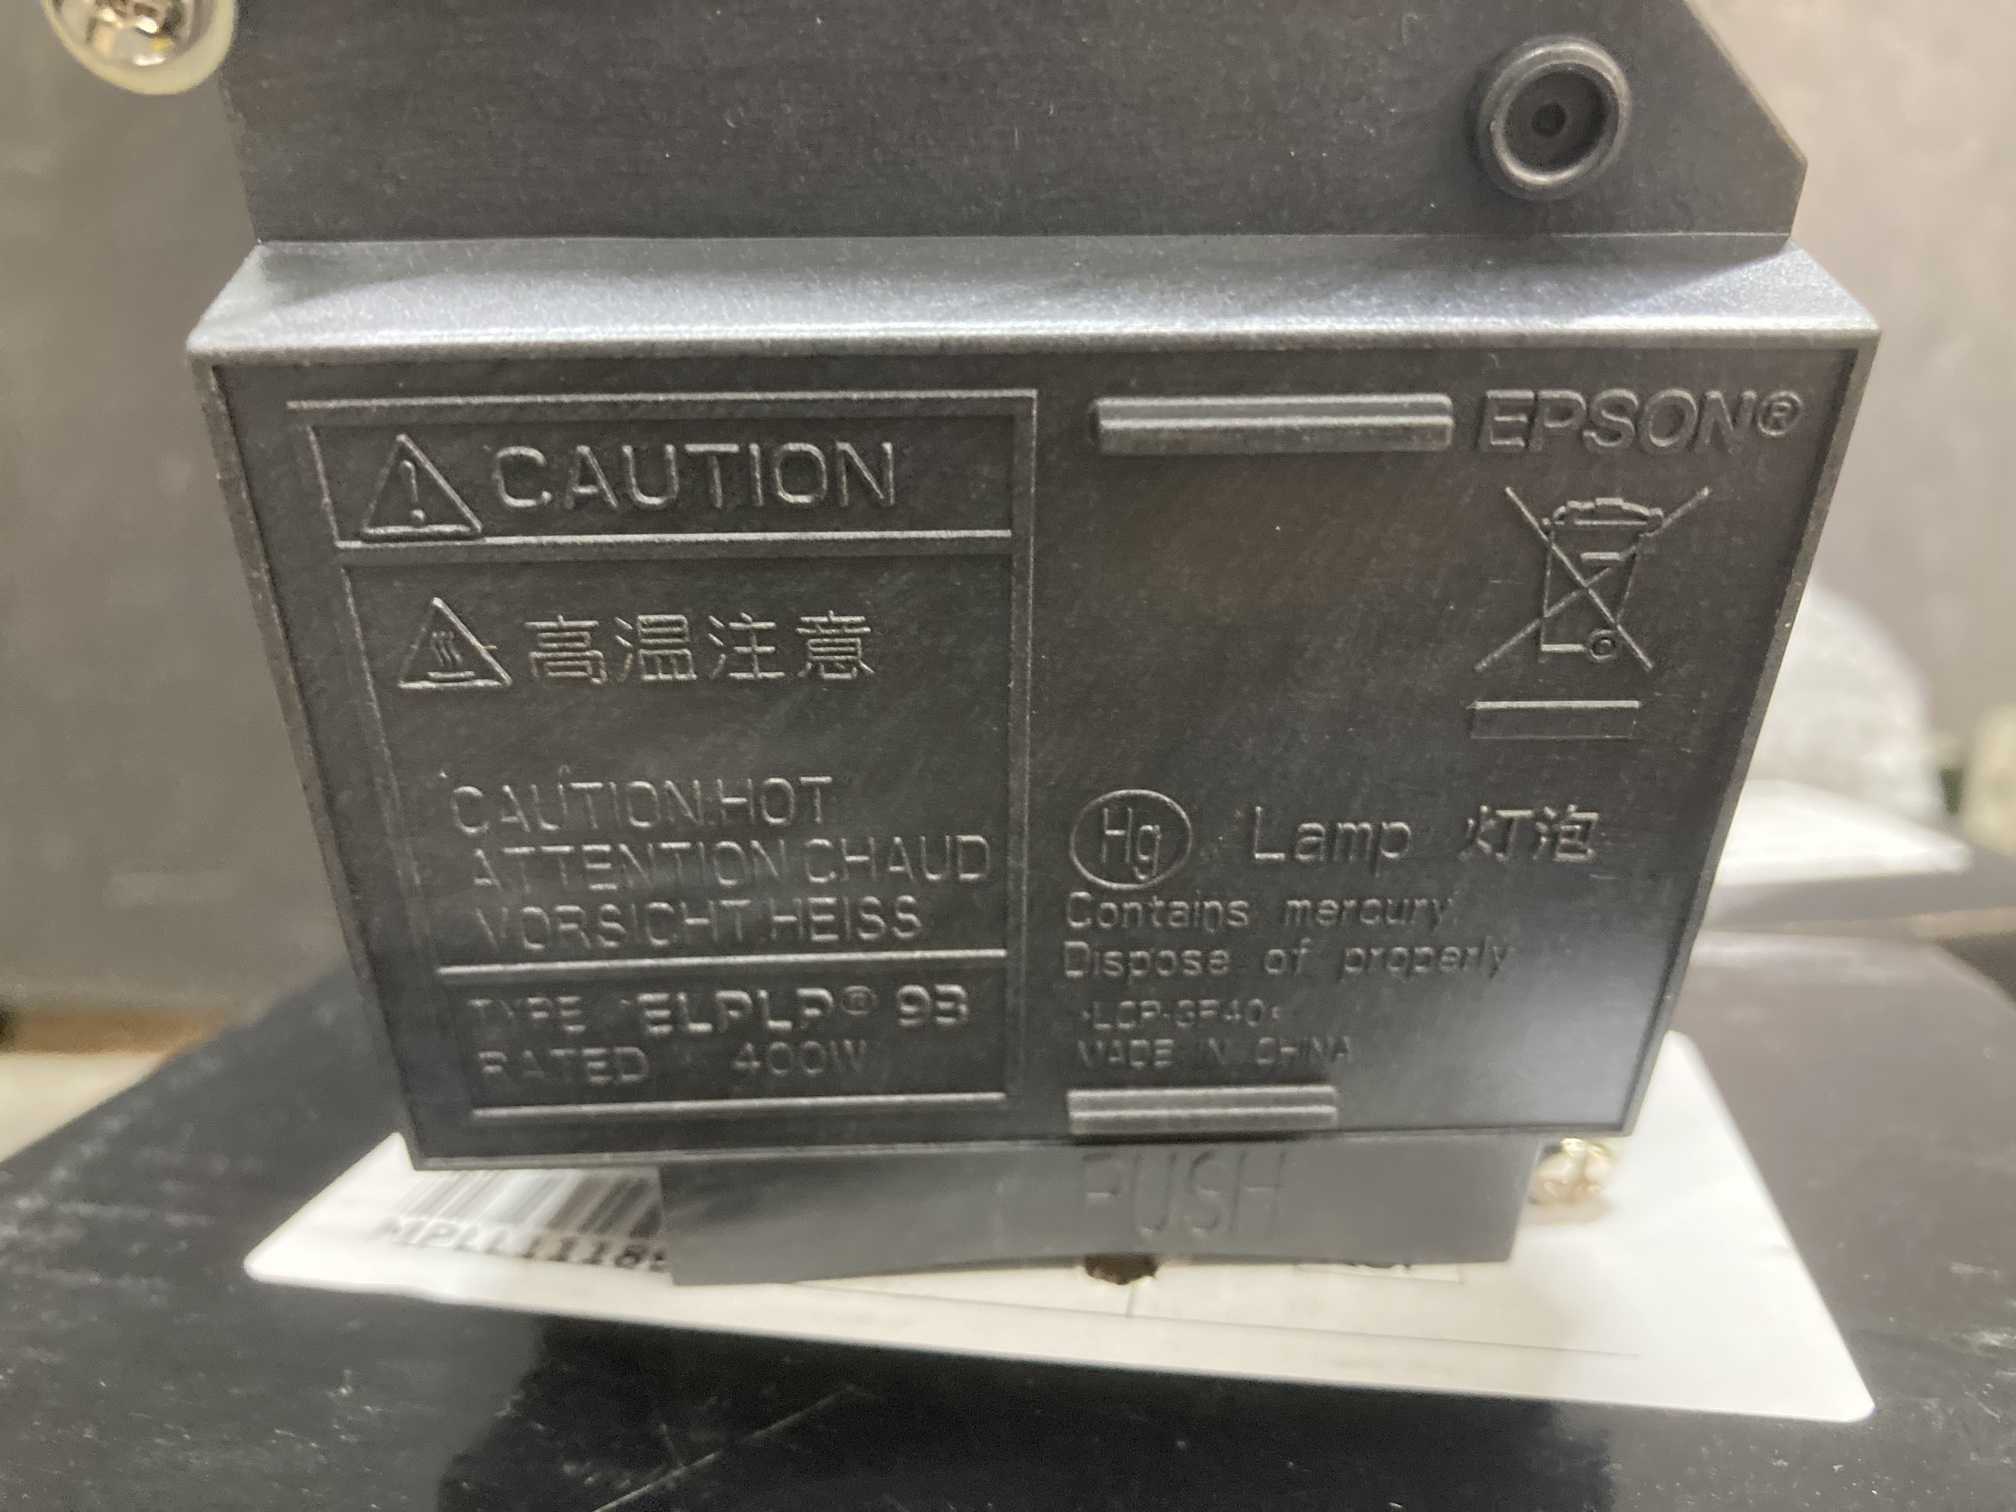 CAUTION
高温注意
CAUTION:HOT
ATTENTION:CHAUD
VORSICHT:HEISS
TYPE ELPLP® 93
RATED 400W
EPSON®
Hg Lamp 灯泡
Contains mercury
Dispose of properly
>LCP-GF40<
MADE IN CHINA
PUSH